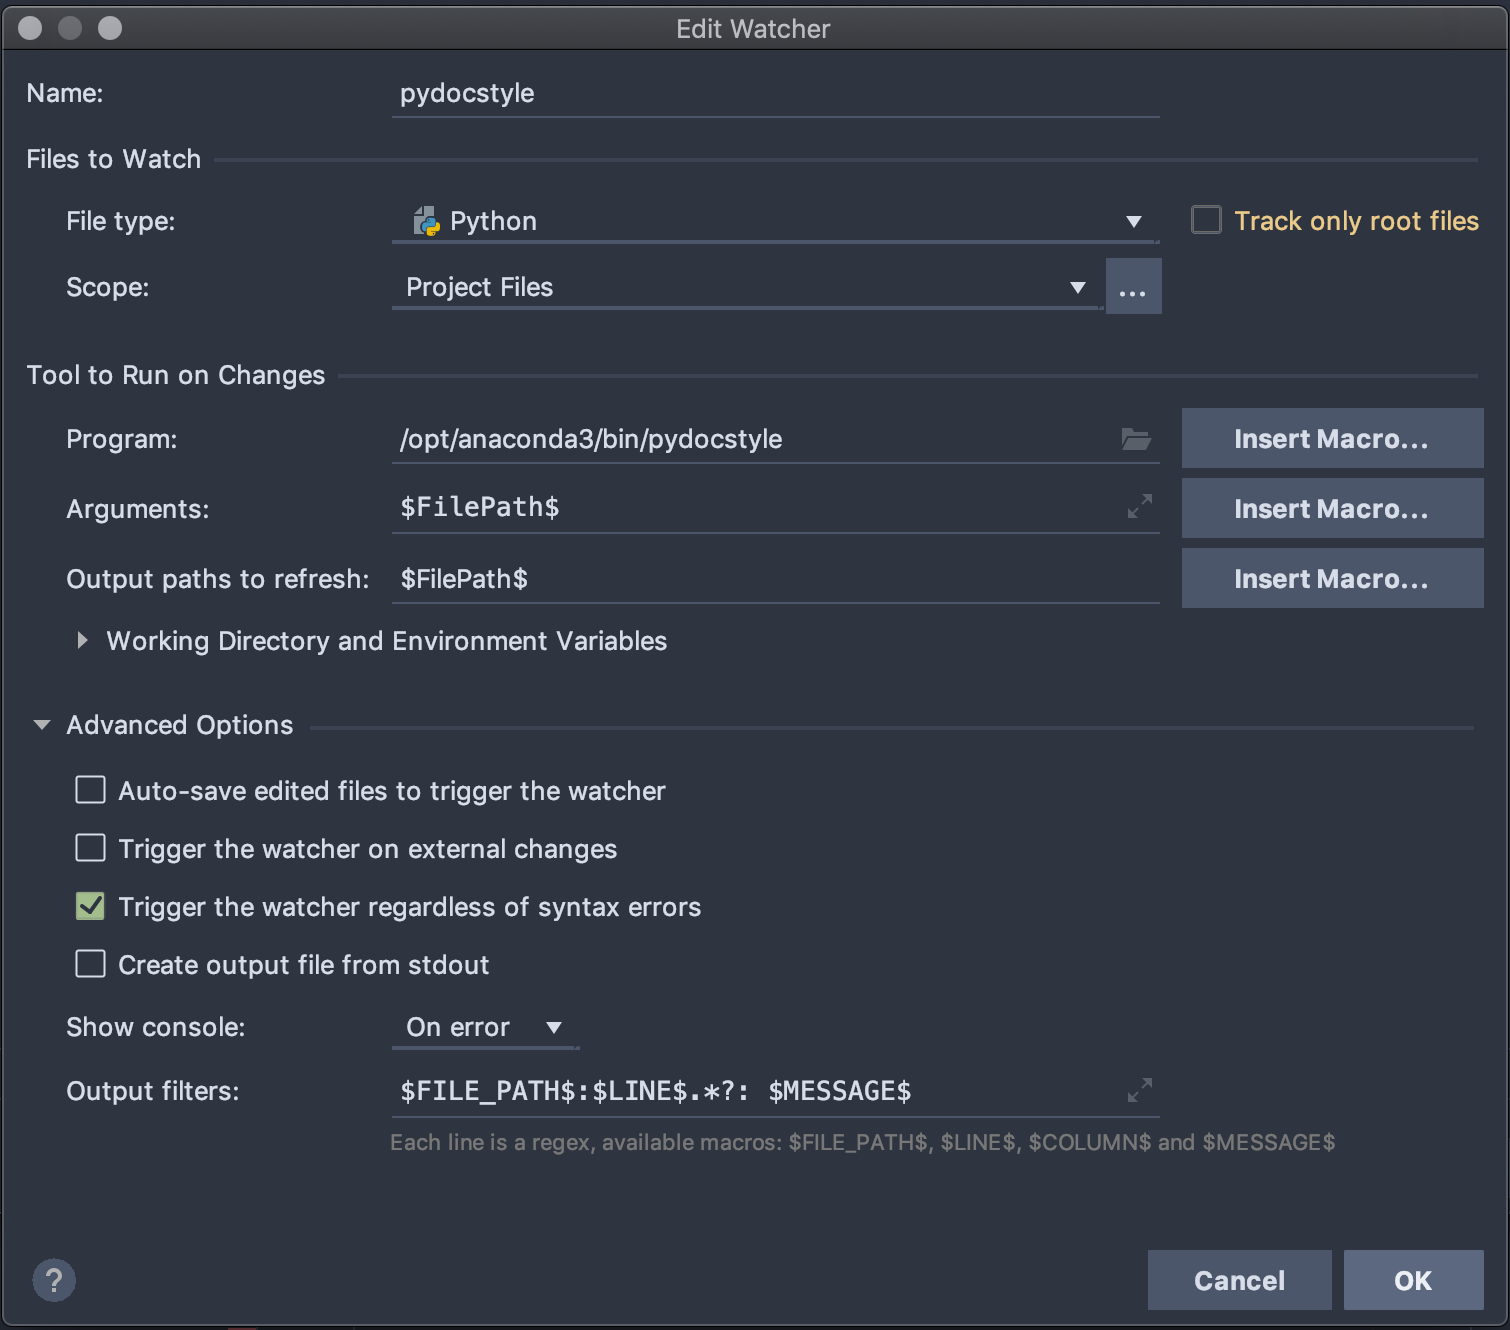 Edit Watcher
Name: pydocstyle
Files to Watch
File type: Python Track only root files
Scope: Project Files ...
Tool to Run on Changes
Program: /opt/anaconda3/bin/pydocstyle Insert Macro...
Arguments: $FilePath$ Insert Macro...
Output paths to refresh: $FilePath$ Insert Macro...
Working Directory and Environment Variables
Advanced Options
Auto-save edited files to trigger the watcher
Trigger the watcher on external changes
Trigger the watcher regardless of syntax errors
Create output file from stdout
Show console: On error
Output filters: $FILE_PATH$:$LINE$.*?: $MESSAGE$
Each line is a regex, available macros: $FILE_PATH$, $LINE$, $COLUMN$ and $MESSAGE$
? Cancel OK